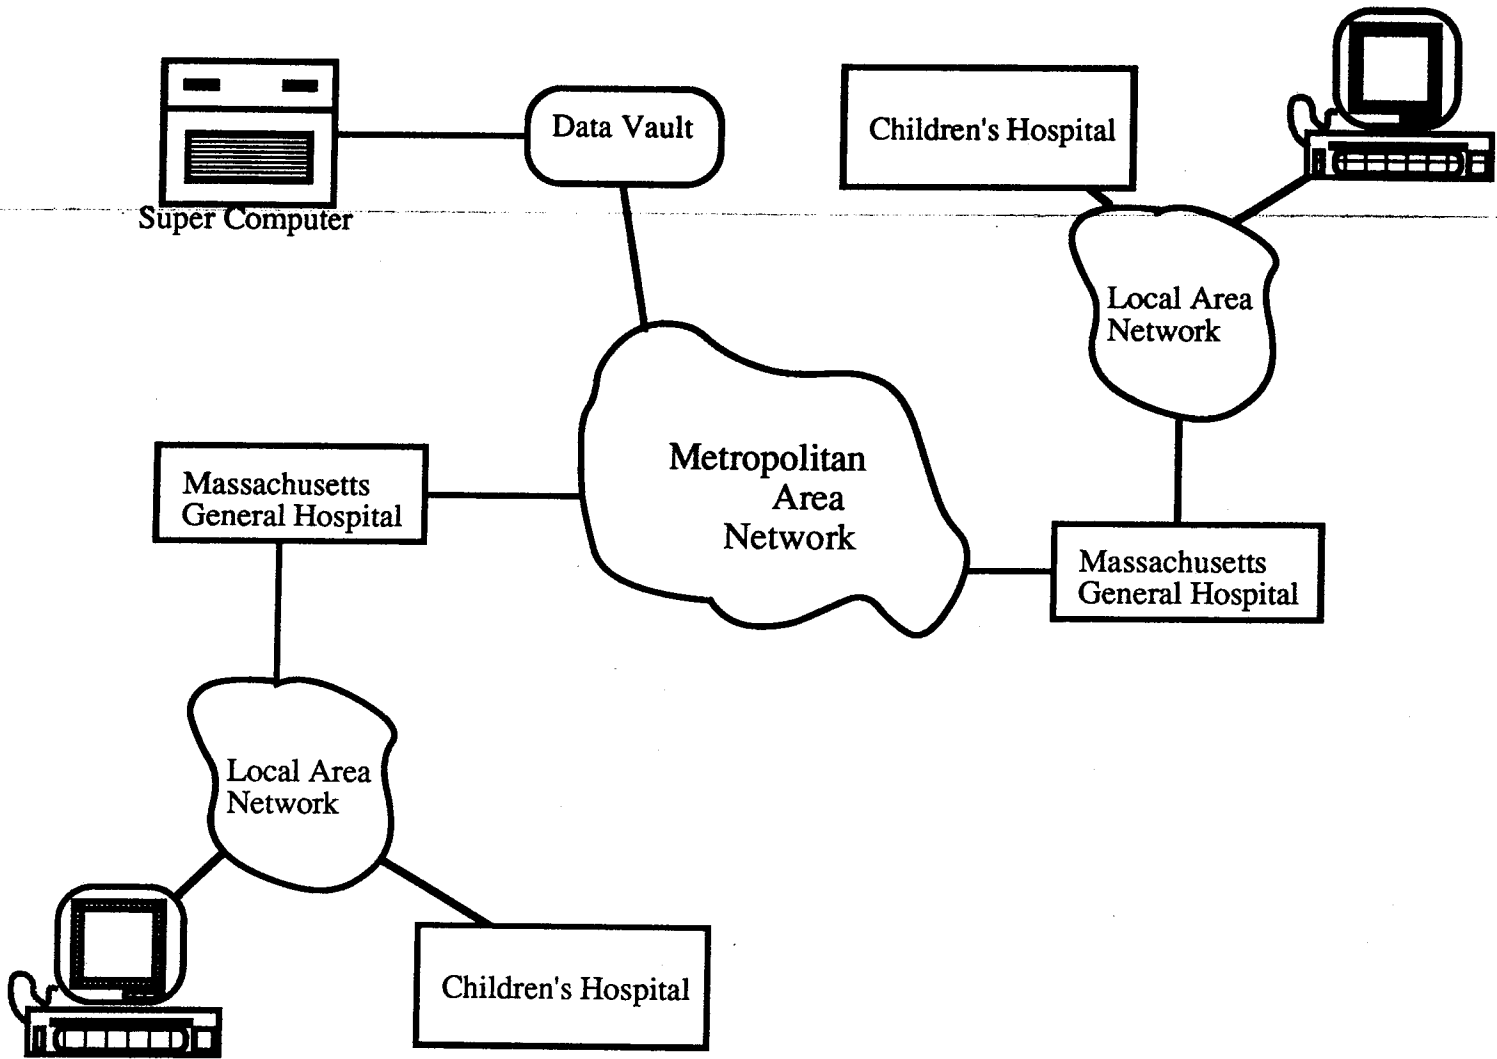 Data Vault
Children's Hospital
Super Computer
Local Area
Network
Metropolitan
Area
Network
Massachusetts
General Hospital
Massachusetts
General Hospital
Local Area
Network
Children's Hospital